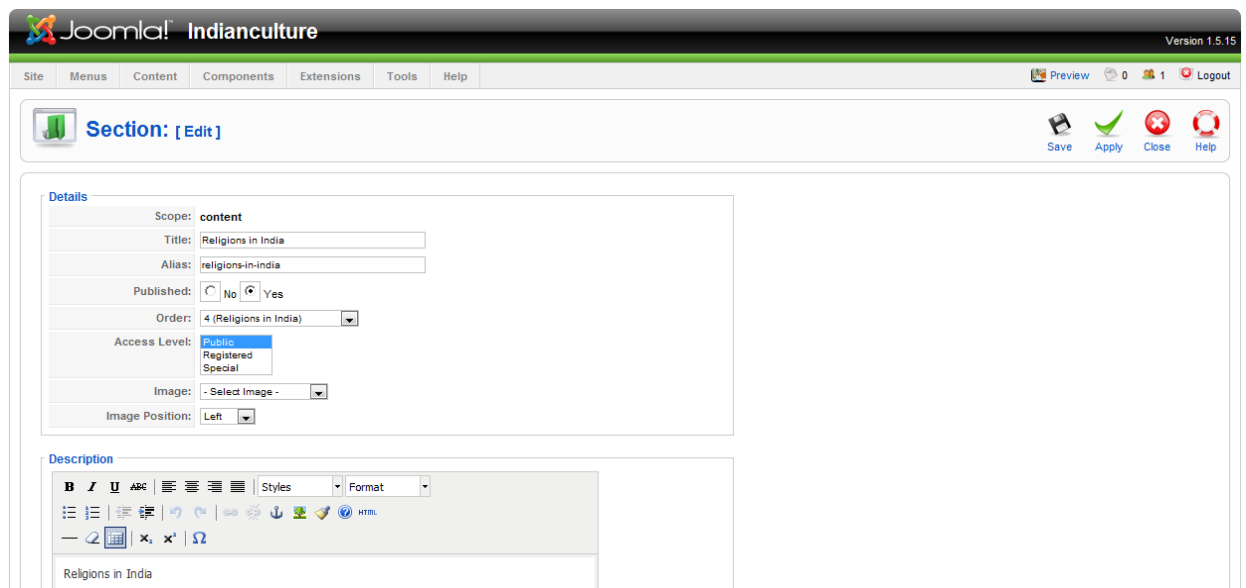 Joomla!™ Indianculture
Version 1.5.15
Site Menus Content Components Extensions Tools Help Preview 0 1 Logout
Section: [ Edit ]
Save Apply Close Help
Details
Scope: content
Title: Religions in India
Alias: religions-in-india
Published: No Yes
Order: 4 (Religions in India)
Access Level: Public
Registered
Special
Image: - Select Image -
Image Position: Left
Description
B I U ABC Styles Format
HTML
x, x² Ω
Religions in India